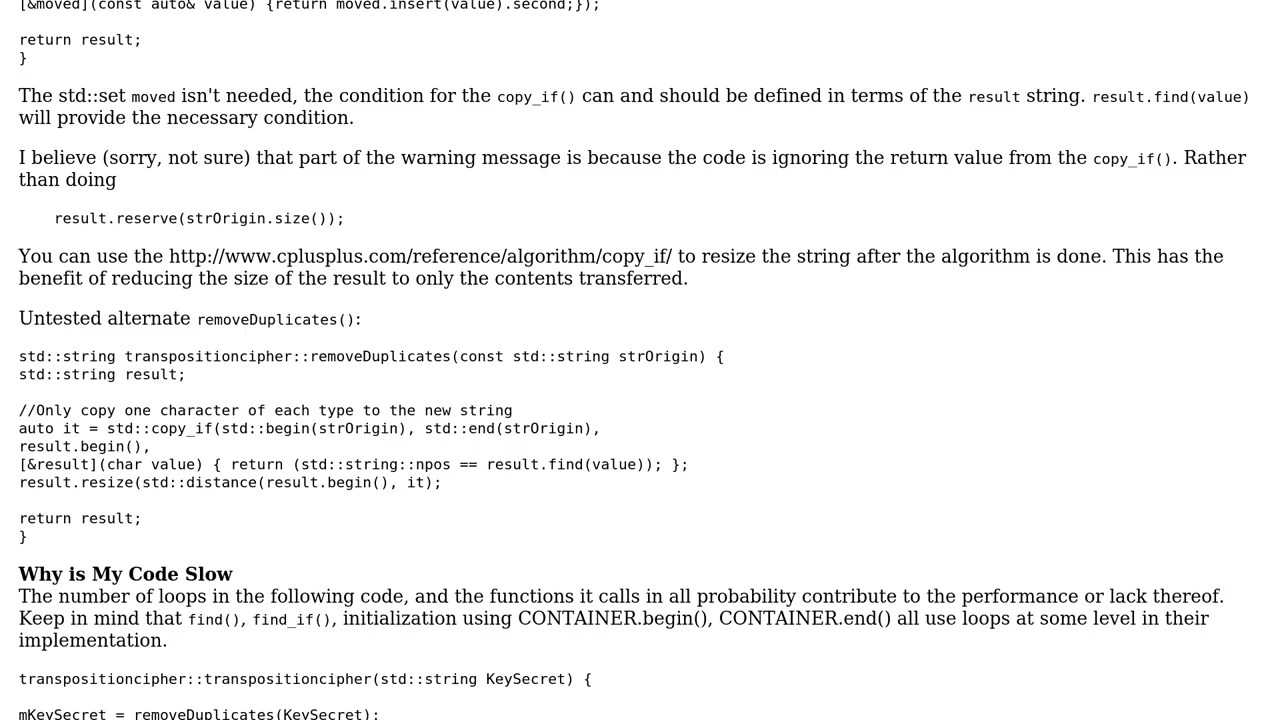 [&moved](const auto& value) {return moved.insert(value).second;});
return result;
}
The std::set moved isn't needed, the condition for the copy_if() can and should be defined in terms of the result string. result.find(value)
will provide the necessary condition.
I believe (sorry, not sure) that part of the warning message is because the code is ignoring the return value from the copy_if(). Rather
than doing
result.reserve(strOrigin.size());
You can use the http://www.cplusplus.com/reference/algorithm/copy_if/ to resize the string after the algorithm is done. This has the
benefit of reducing the size of the result to only the contents transferred.
Untested alternate removeDuplicates():
std::string transpositioncipher::removeDuplicates(const std::string strOrigin) {
std::string result;
//Only copy one character of each type to the new string
auto it = std::copy_if(std::begin(strOrigin), std::end(strOrigin),
result.begin(),
[&result](char value) { return (std::string::npos == result.find(value)); };
result.resize(std::distance(result.begin(), it);
return result;
}
Why is My Code Slow
The number of loops in the following code, and the functions it calls in all probability contribute to the performance or lack thereof.
Keep in mind that find(), find_if(), initialization using CONTAINER.begin(), CONTAINER.end() all use loops at some level in their
implementation.
transpositioncipher::transpositioncipher(std::string KeySecret) {
mKeySecret = removeDuplicates(KeySecret);